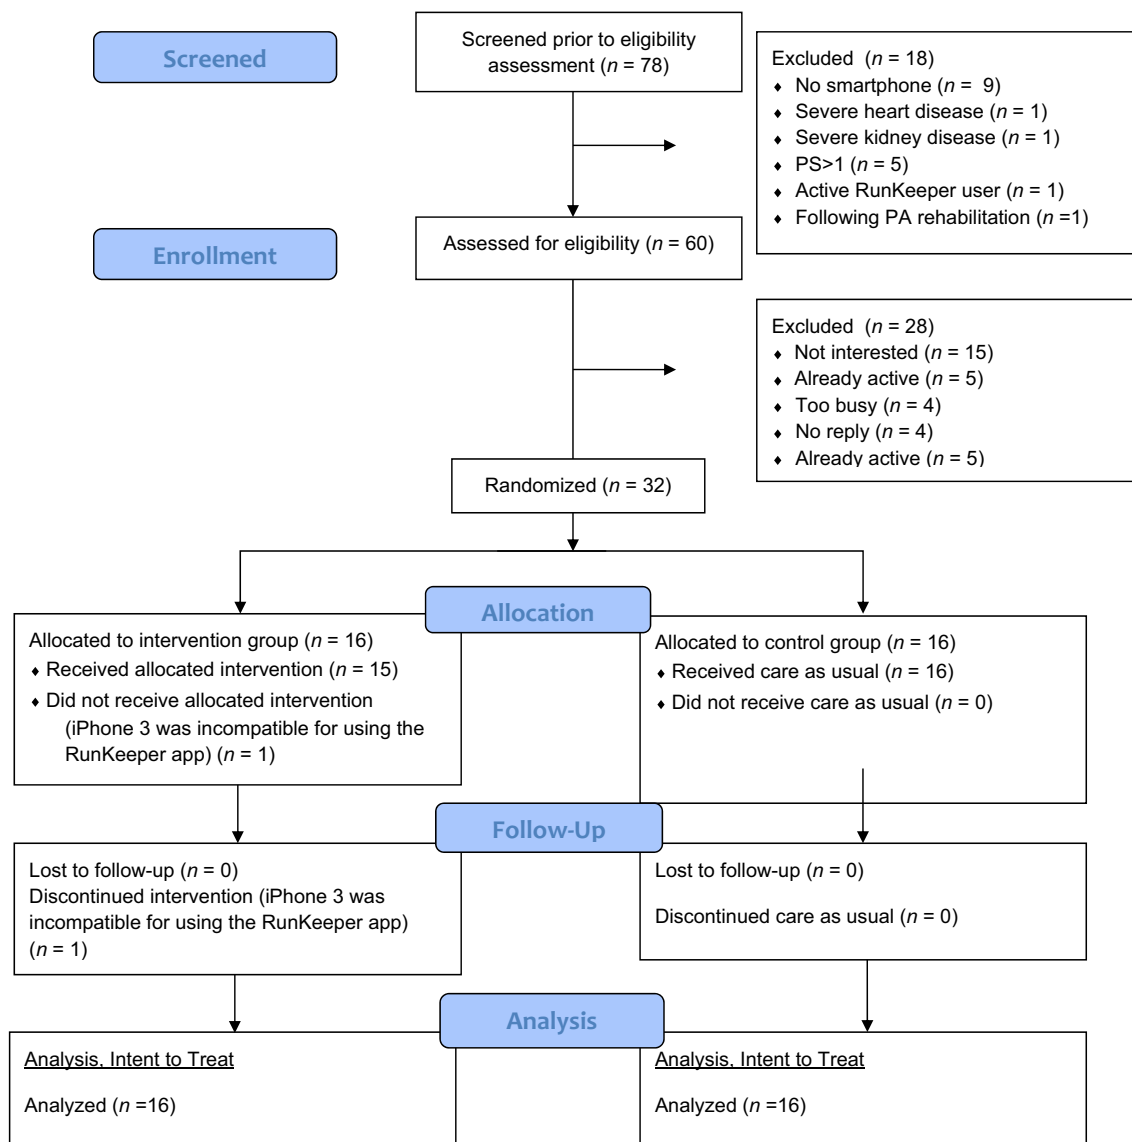 Screened
Screened prior to eligibility
assessment (n = 78)
Excluded (n = 18)
♦ No smartphone (n = 9)
♦ Severe heart disease (n = 1)
♦ Severe kidney disease (n = 1)
♦ PS>1 (n = 5)
♦ Active RunKeeper user (n = 1)
♦ Following PA rehabilitation (n =1)
Enrollment
Assessed for eligibility (n = 60)
Excluded (n = 28)
♦ Not interested (n = 15)
♦ Already active (n = 5)
♦ Too busy (n = 4)
♦ No reply (n = 4)
♦ Already active (n = 5)
Randomized (n = 32)
Allocation
Allocated to intervention group (n = 16)
♦ Received allocated intervention (n = 15)
♦ Did not receive allocated intervention
(iPhone 3 was incompatible for using the
RunKeeper app) (n = 1)
Allocated to control group (n = 16)
♦ Received care as usual (n = 16)
♦ Did not receive care as usual (n = 0)
Follow-Up
Lost to follow-up (n = 0)
Discontinued intervention (iPhone 3 was
incompatible for using the RunKeeper app)
(n = 1)
Lost to follow-up (n = 0)
Discontinued care as usual (n = 0)
Analysis
Analysis, Intent to Treat
Analyzed (n =16)
Analysis, Intent to Treat
Analyzed (n =16)